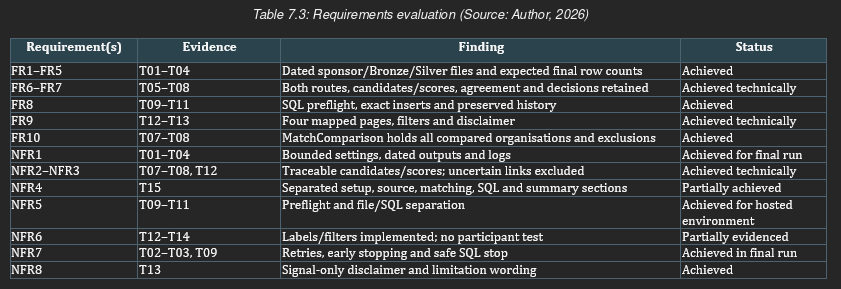 Table 7.3: Requirements evaluation (Source: Author, 2026)
Requirement(s) Evidence Finding Status
FR1–FR5 T01–T04 Dated sponsor/Bronze/Silver files and expected final row counts Achieved
FR6–FR7 T05–T08 Both routes, candidates/scores, agreement and decisions retained Achieved technically
FR8 T09–T11 SQL preflight, exact inserts and preserved history Achieved
FR9 T12–T13 Four mapped pages, filters and disclaimer Achieved technically
FR10 T07–T08 MatchComparison holds all compared organisations and exclusions Achieved
NFR1 T01–T04 Bounded settings, dated outputs and logs Achieved for final run
NFR2–NFR3 T07–T08, T12 Traceable candidates/scores; uncertain links excluded Achieved technically
NFR4 T15 Separated setup, source, matching, SQL and summary sections Partially achieved
NFR5 T09–T11 Preflight and file/SQL separation Achieved for hosted
environment
NFR6 T12–T14 Labels/filters implemented; no participant test Partially evidenced
NFR7 T02–T03, T09 Retries, early stopping and safe SQL stop Achieved in final run
NFR8 T13 Signal-only disclaimer and limitation wording Achieved